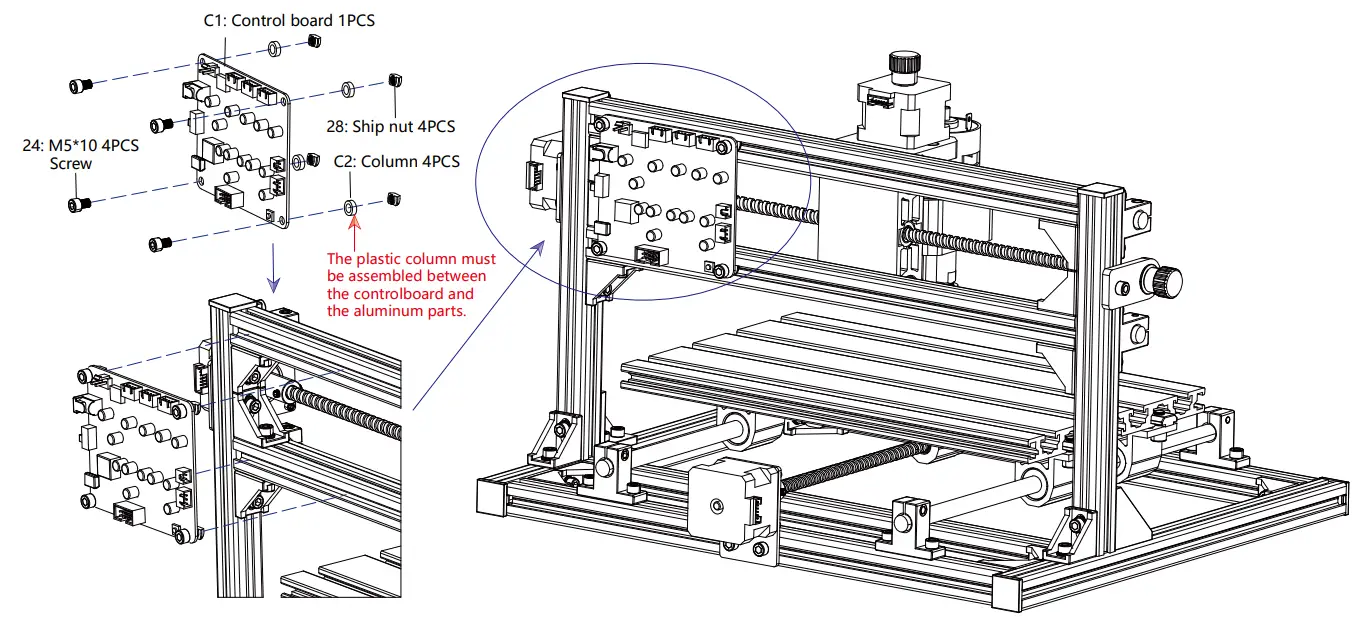 C1: Control board 1PCS
28: Ship nut 4PCS
24: M5*10 4PCS
Screw
C2: Column 4PCS
The plastic column must
be assembled between
the controlboard and
the aluminum parts.